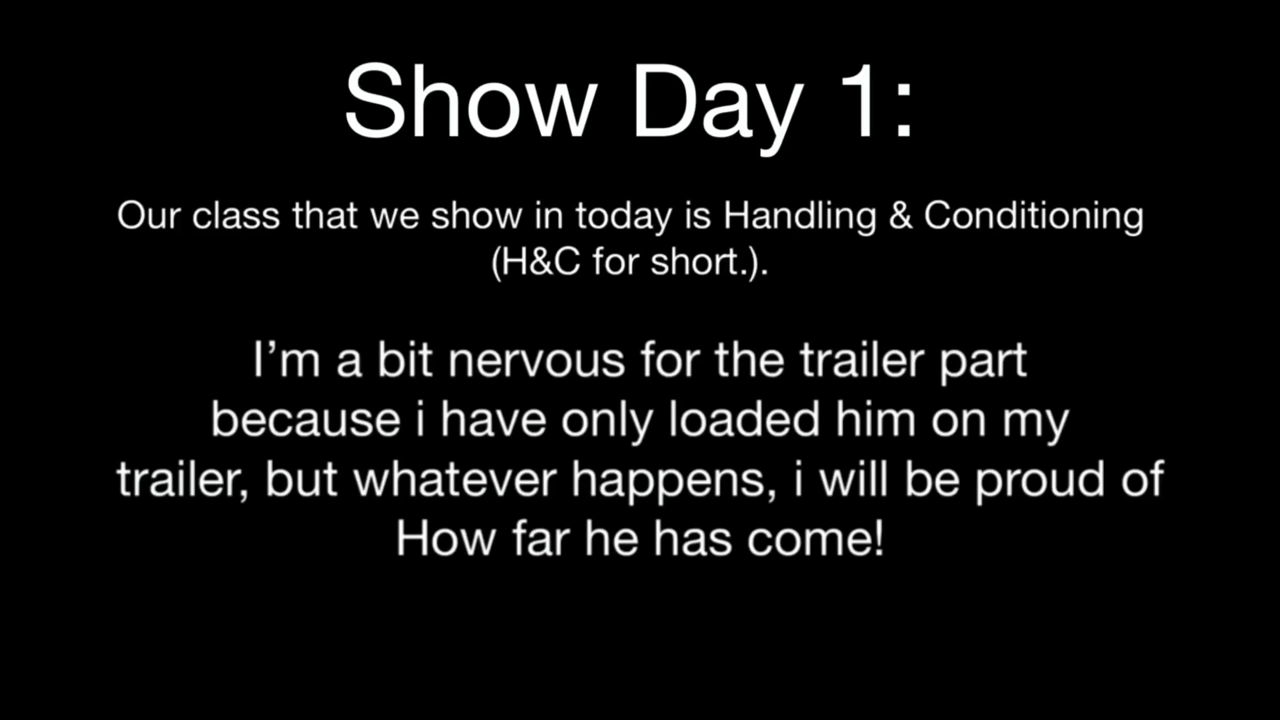 Show Day 1:
Our class that we show in today is Handling & Conditioning
(H&C for short.).
I’m a bit nervous for the trailer part
because i have only loaded him on my
trailer, but whatever happens, i will be proud of
How far he has come!